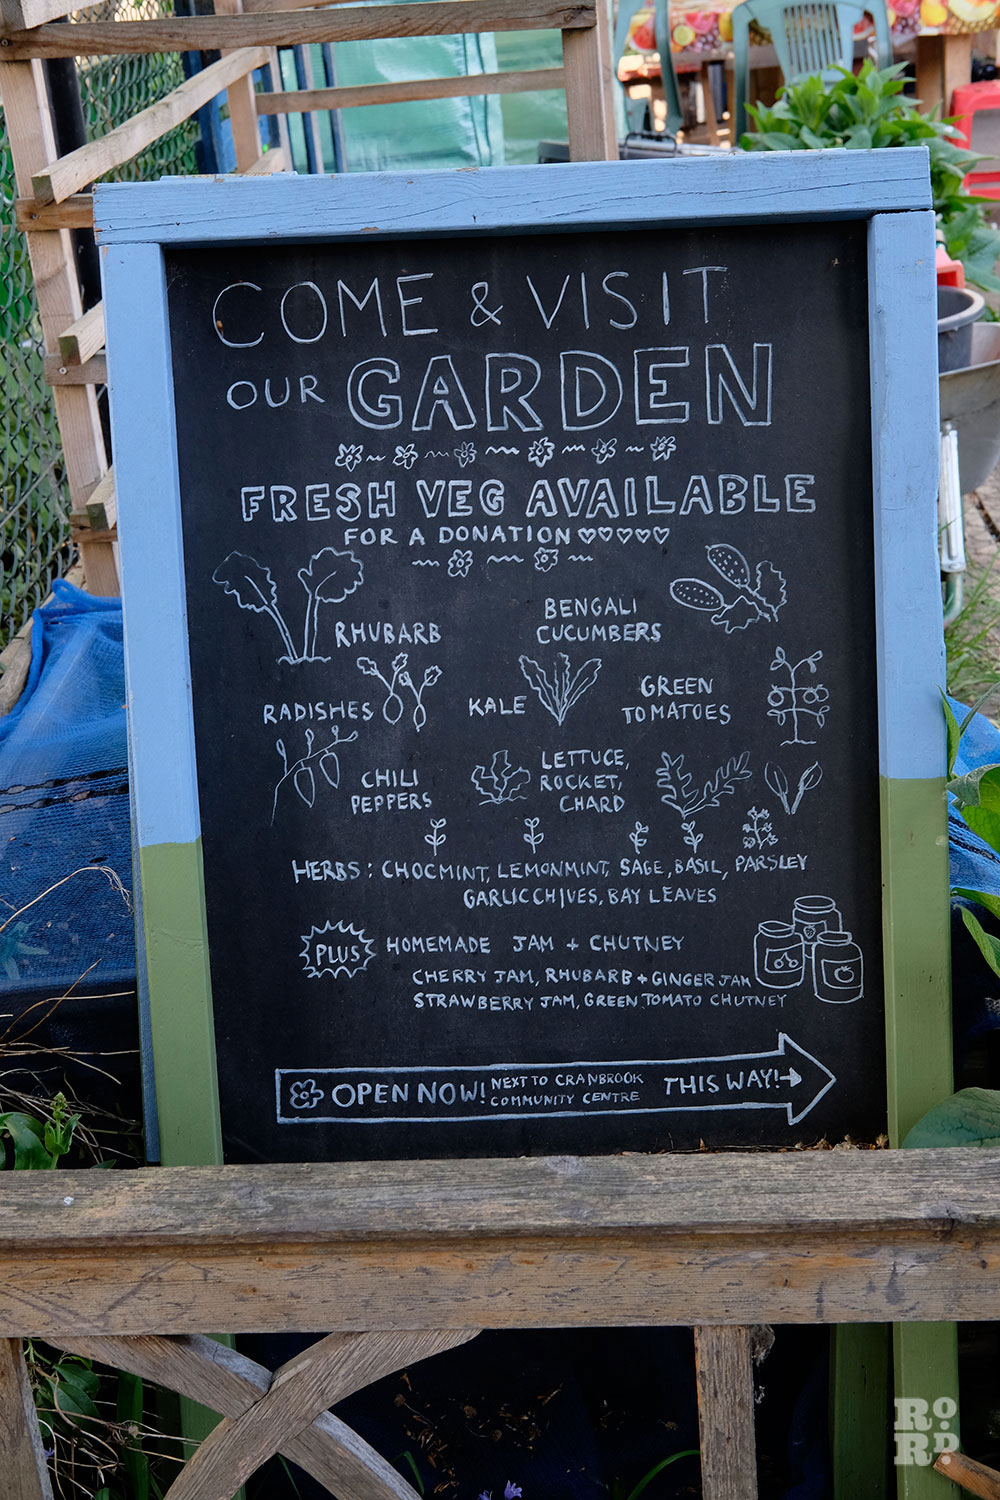 COME & VISIT
OUR GARDEN
FRESH VEG AVAILABLE
FOR A DONATION ♡♡♡♡♡
RHUBARB
BENGALI
CUCUMBERS
RADISHES
KALE
GREEN
TOMATOES
CHILI
PEPPERS
LETTUCE,
ROCKET,
CHARD
HERBS: CHOCMINT, LEMONMINT, SAGE, BASIL, PARSLEY
GARLIC CHIVES, BAY LEAVES
PLUS HOMEMADE JAM + CHUTNEY
CHERRY JAM, RHUBARB + GINGER JAM
STRAWBERRY JAM, GREEN TOMATO CHUTNEY
OPEN NOW! NEXT TO CRANBROOK
COMMUNITY CENTRE
THIS WAY! →
RO
RD